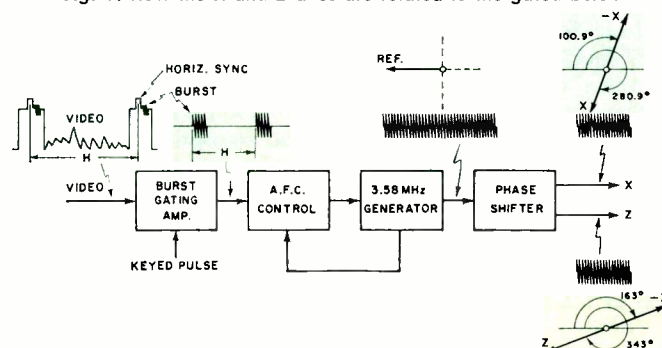 -X
100.9°
HORIZ. SYNC
REF.
BURST
280.9°
VIDEO
X
H
H
VIDEO
BURST
GATING
AMP.
A.F.C.
CONTROL
3.58 MHz
GENERATOR
PHASE
SHIFTER
X
Z
KEYED PULSE
163°
Z
343°